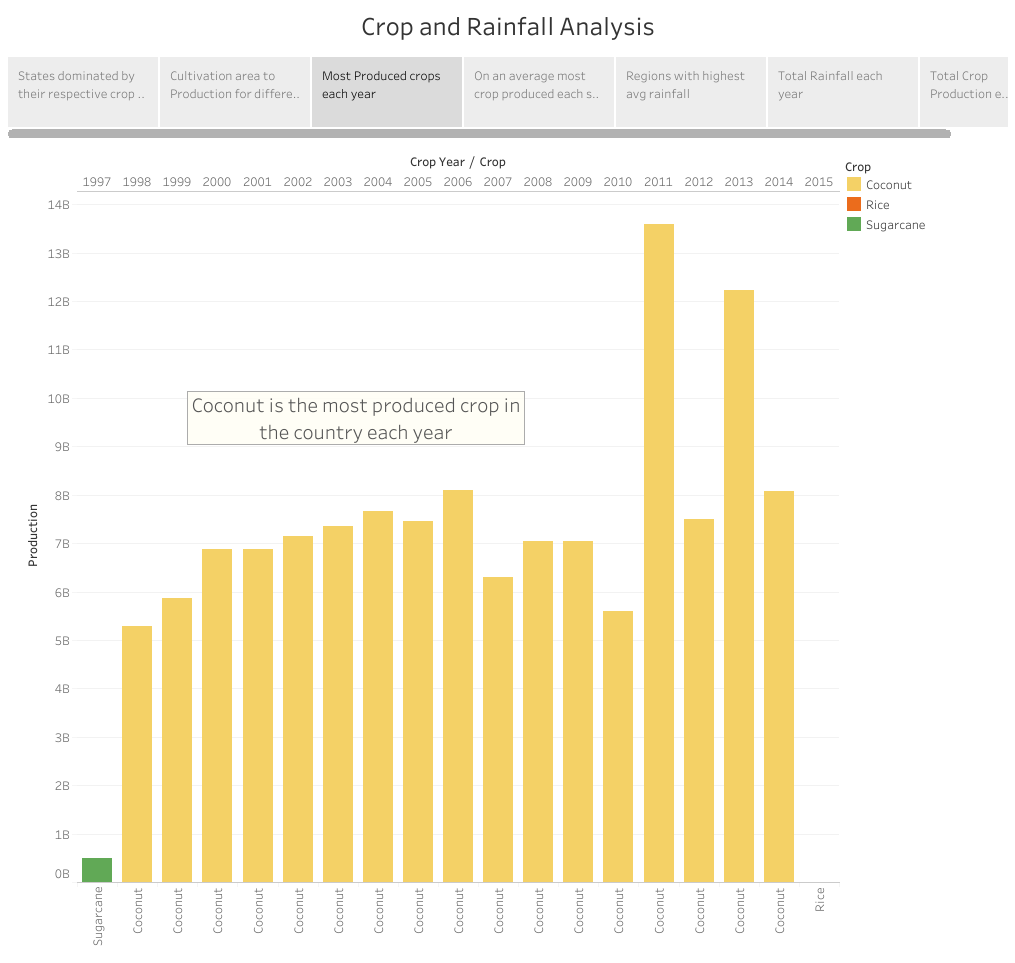 Crop and Rainfall Analysis
States dominated by
their respective crop ..
Cultivation area to
Production for differe..
Most Produced crops
each year
On an average most
crop produced each s..
Regions with highest
avg rainfall
Total Rainfall each
year
Total Crop
Production e..
Crop Year / Crop
1997 1998 1999 2000 2001 2002 2003 2004 2005 2006 2007 2008 2009 2010 2011 2012 2013 2014 2015
Crop
Coconut
Rice
Sugarcane
14B
13B
12B
11B
10B
9B
8B
7B
6B
5B
4B
3B
2B
1B
0B
Production
Coconut is the most produced crop in
the country each year
Sugarcane Coconut Coconut Coconut Coconut Coconut Coconut Coconut Coconut Coconut Coconut Coconut Coconut Coconut Coconut Coconut Coconut Coconut Rice